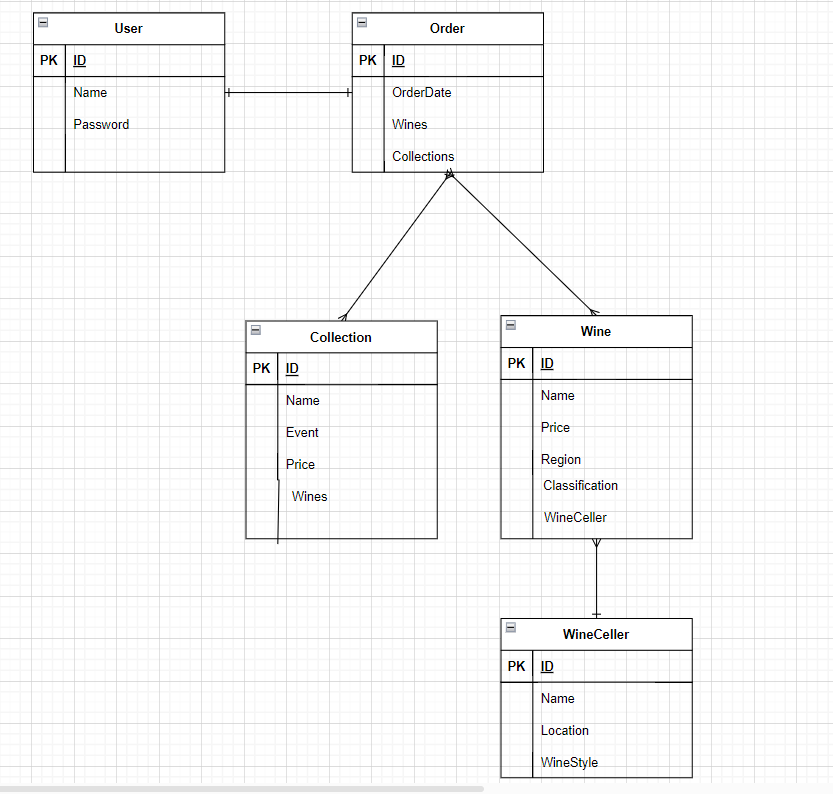 User
PK ID
Name
Password
Order
PK ID
OrderDate
Wines
Collections
Collection
PK ID
Name
Event
Price
Wines
Wine
PK ID
Name
Price
Region
Classification
WineCeller
WineCeller
PK ID
Name
Location
WineStyle